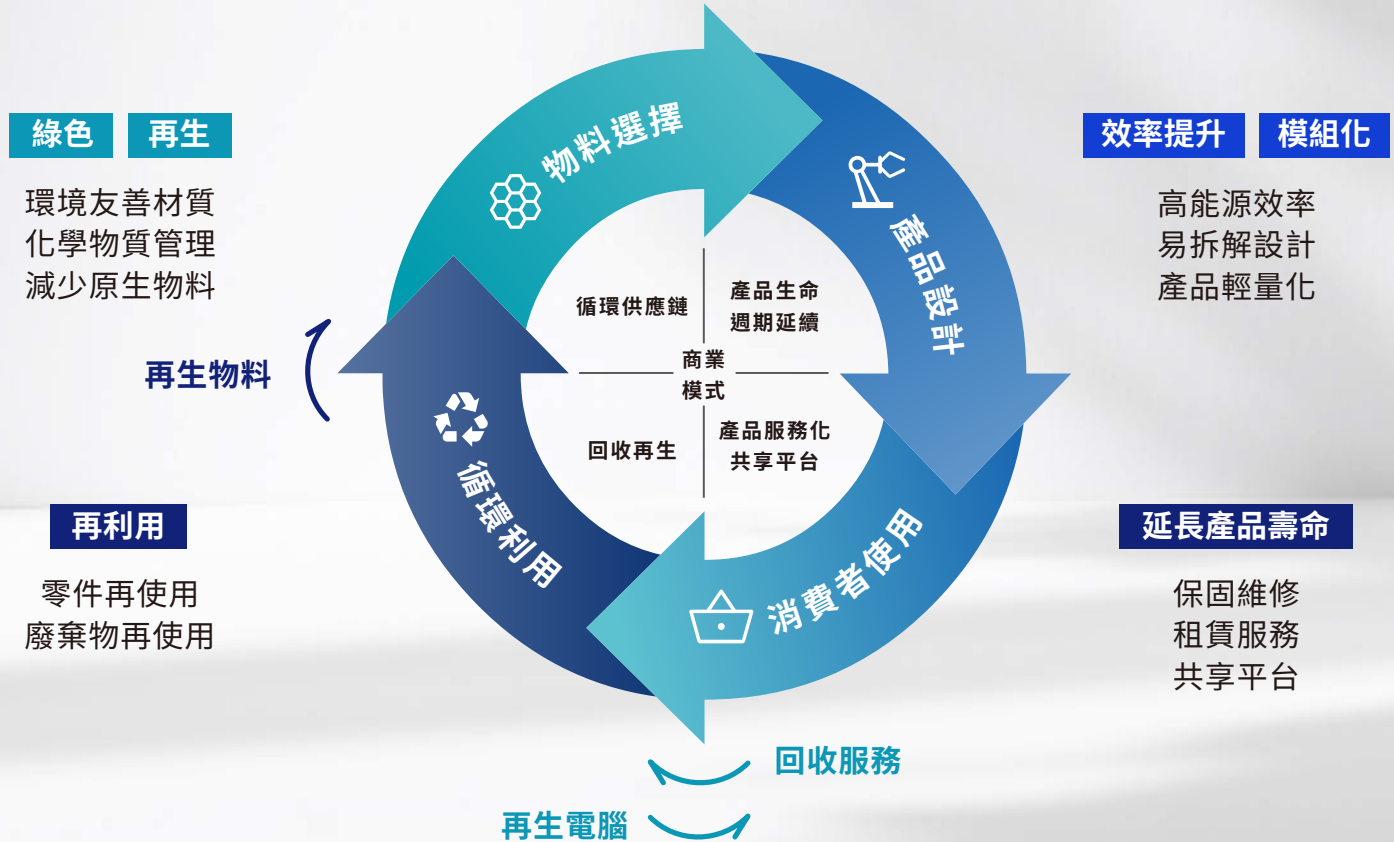 物料選擇
產品設計
消費者使用
循環利用
綠色 再生
環境友善材質
化學物質管理
減少原生物料
再生物料
效率提升 模組化
高能源效率
易拆解設計
產品輕量化
循環供應鏈
產品生命
週期延續
商業
模式
回收再生
產品服務化
共享平台
再利用
零件再使用
廢棄物再使用
延長產品壽命
保固維修
租賃服務
共享平台
回收服務
再生電腦